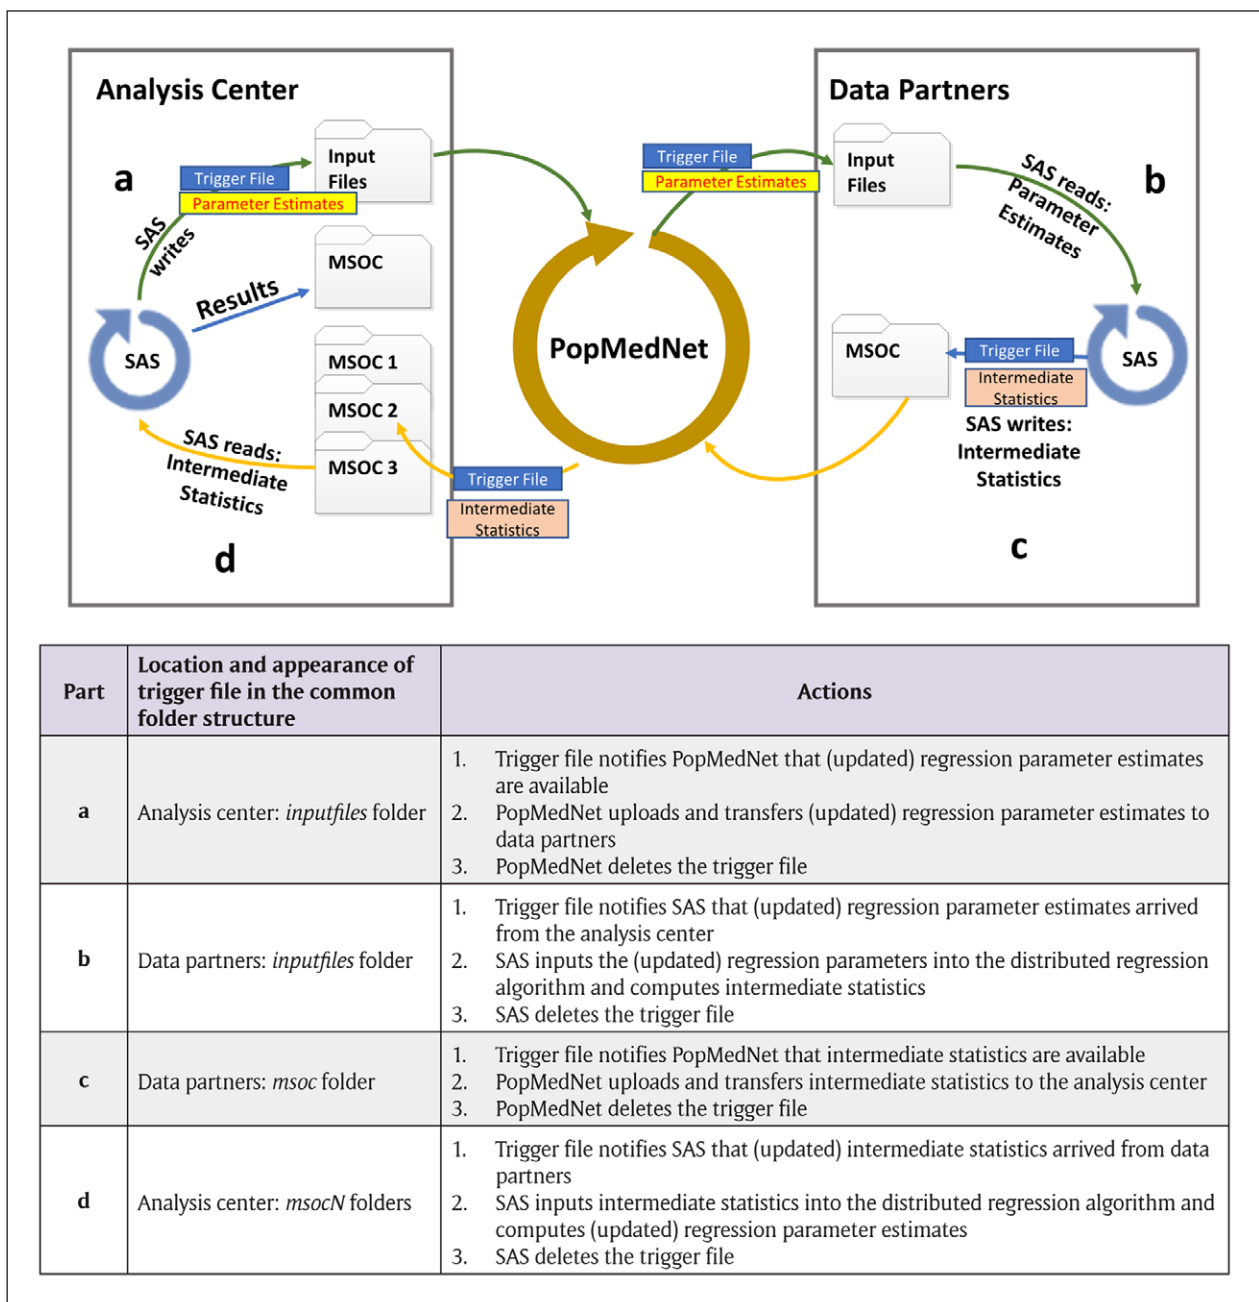 Analysis Center
Data Partners
a
Trigger File
Parameter Estimates
Input
Files
SAS
writes
MSOC
Results
SAS
MSOC 1
MSOC 2
MSOC 3
SAS reads:
Intermediate
Statistics
d
Trigger File
Intermediate
Statistics
PopMedNet
Trigger File
Parameter Estimates
Input
Files
SAS reads:
Parameter
Estimates
b
MSOC
Trigger File
Intermediate
Statistics
SAS
SAS writes:
Intermediate
Statistics
c
Part
Location and appearance of
trigger file in the common
folder structure
Actions
a
Analysis center: inputfiles folder
1. Trigger file notifies PopMedNet that (updated) regression parameter estimates
are available
2. PopMedNet uploads and transfers (updated) regression parameter estimates to
data partners
3. PopMedNet deletes the trigger file
b
Data partners: inputfiles folder
1. Trigger file notifies SAS that (updated) regression parameter estimates arrived
from the analysis center
2. SAS inputs the (updated) regression parameters into the distributed regression
algorithm and computes intermediate statistics
3. SAS deletes the trigger file
c
Data partners: msoc folder
1. Trigger file notifies PopMedNet that intermediate statistics are available
2. PopMedNet uploads and transfers intermediate statistics to the analysis center
3. PopMedNet deletes the trigger file
d
Analysis center: msocN folders
1. Trigger file notifies SAS that (updated) intermediate statistics arrived from data
partners
2. SAS inputs intermediate statistics into the distributed regression algorithm and
computes (updated) regression parameter estimates
3. SAS deletes the trigger file